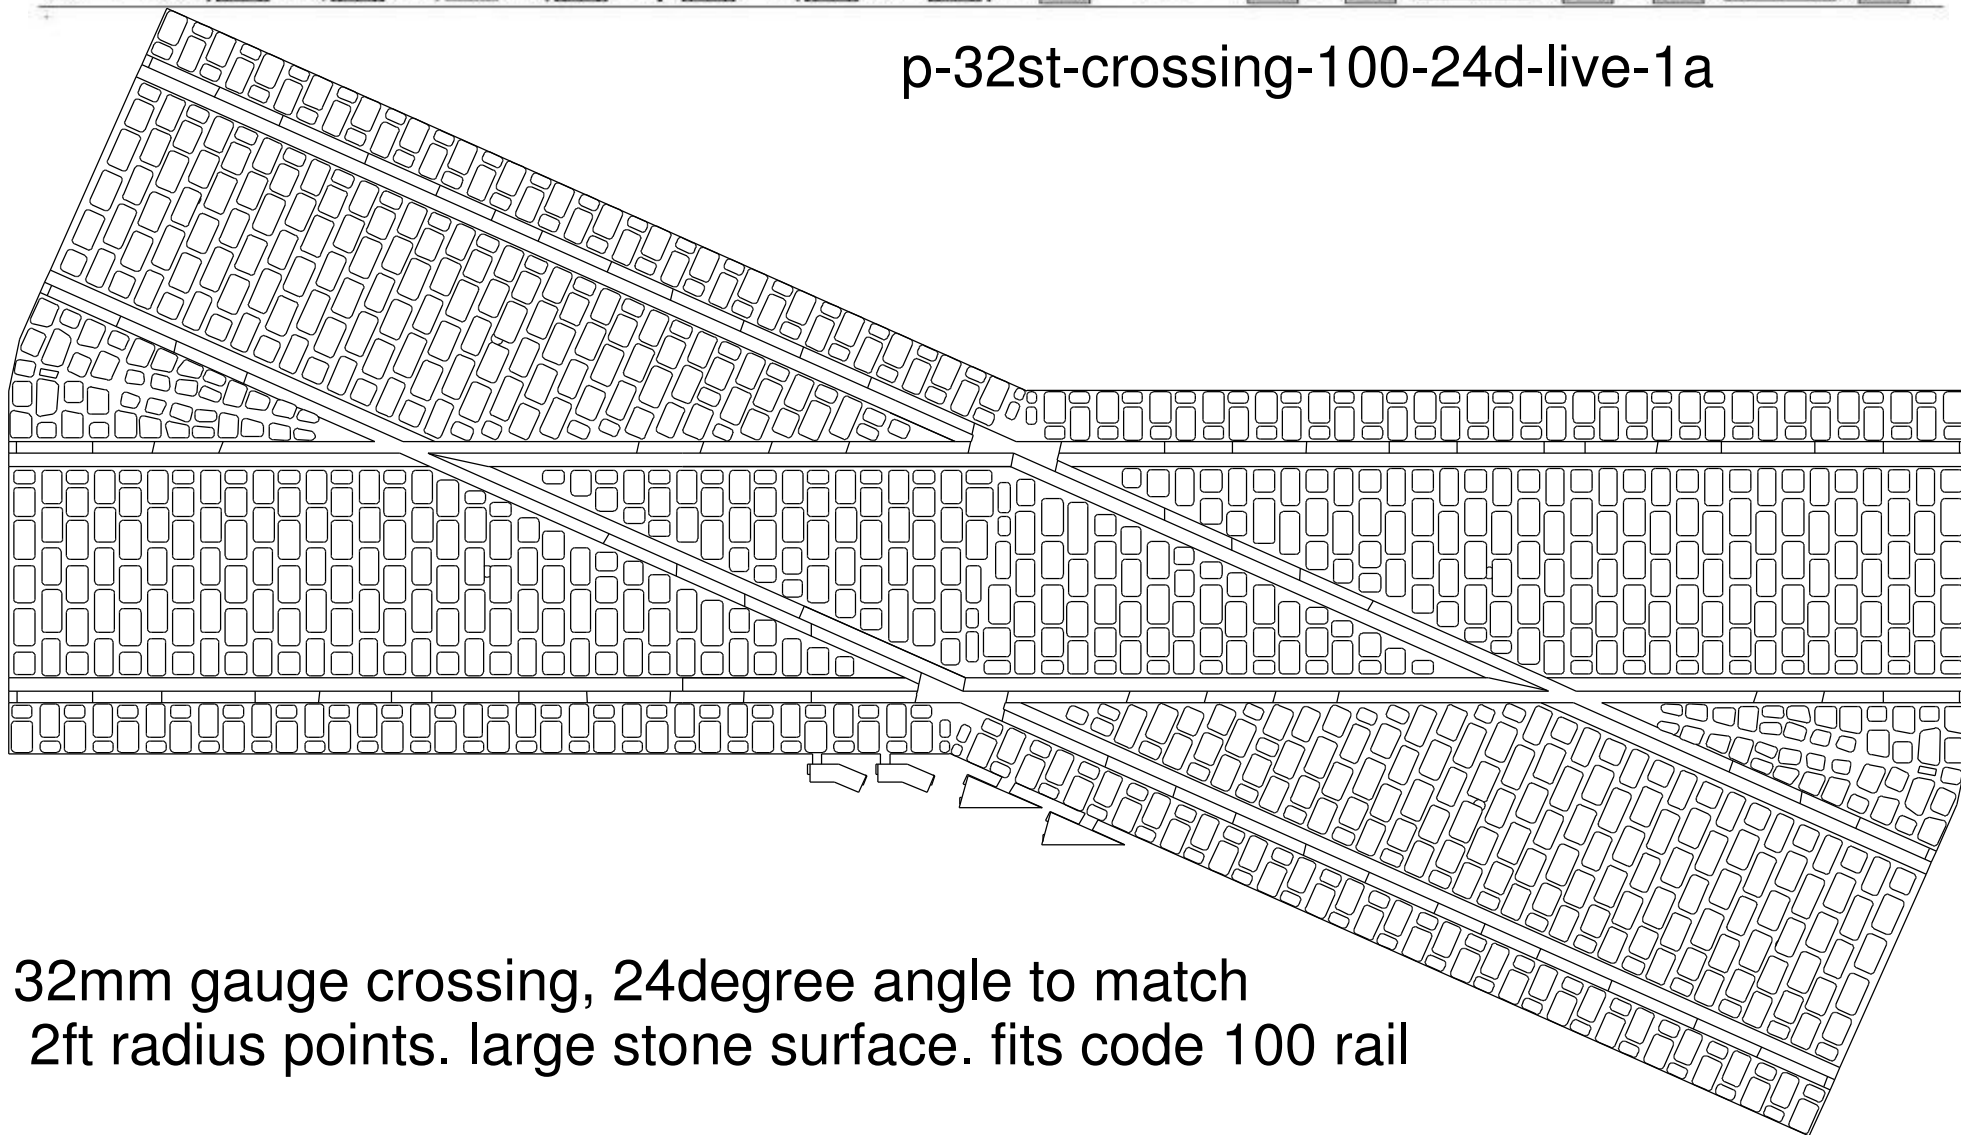 p-32st-crossing-100-24d-live-1a
32mm gauge crossing, 24degree angle to match
2ft radius points. large stone surface. fits code 100 rail